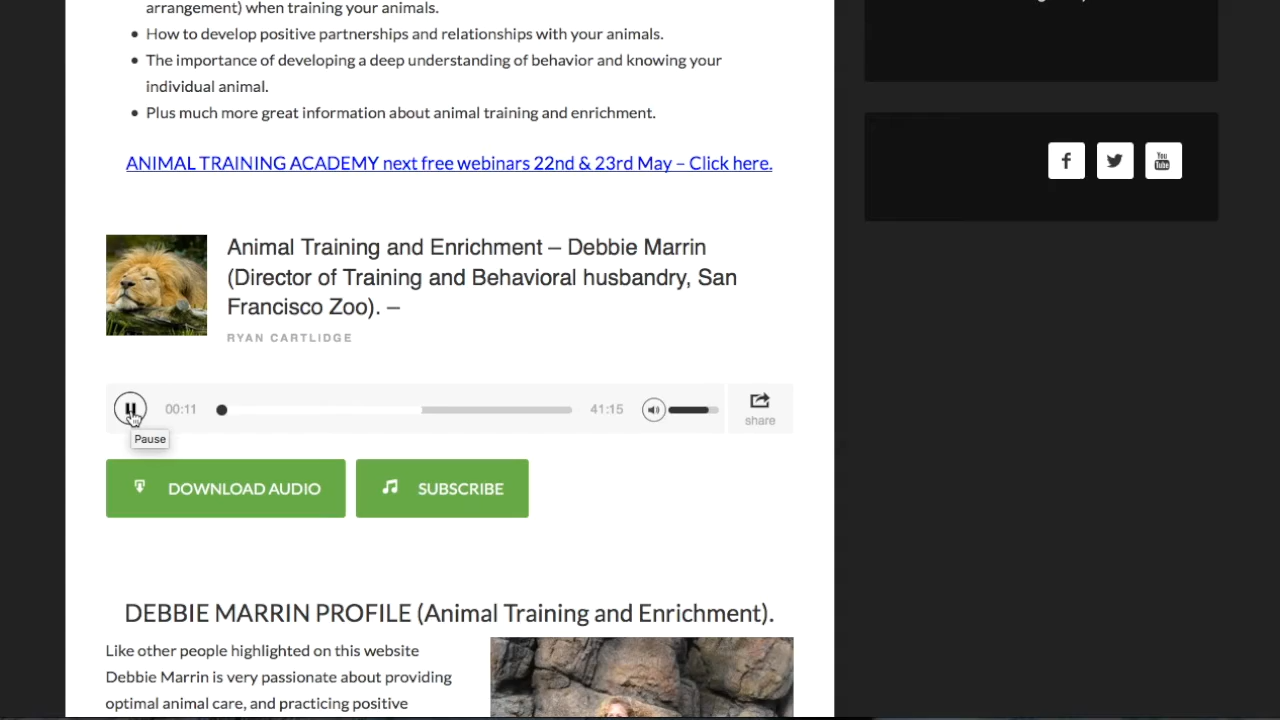 arrangement) when training your animals.
• How to develop positive partnerships and relationships with your animals.
• The importance of developing a deep understanding of behavior and knowing your
individual animal.
• Plus much more great information about animal training and enrichment.
ANIMAL TRAINING ACADEMY next free webinars 22nd & 23rd May – Click here.
Animal Training and Enrichment – Debbie Marrin
(Director of Training and Behavioral husbandry, San
Francisco Zoo). –
RYAN CARTLIDGE
00:11
41:15
share
Pause
DOWNLOAD AUDIO
SUBSCRIBE
DEBBIE MARRIN PROFILE (Animal Training and Enrichment).
Like other people highlighted on this website
Debbie Marrin is very passionate about providing
optimal animal care, and practicing positive
You
Tube